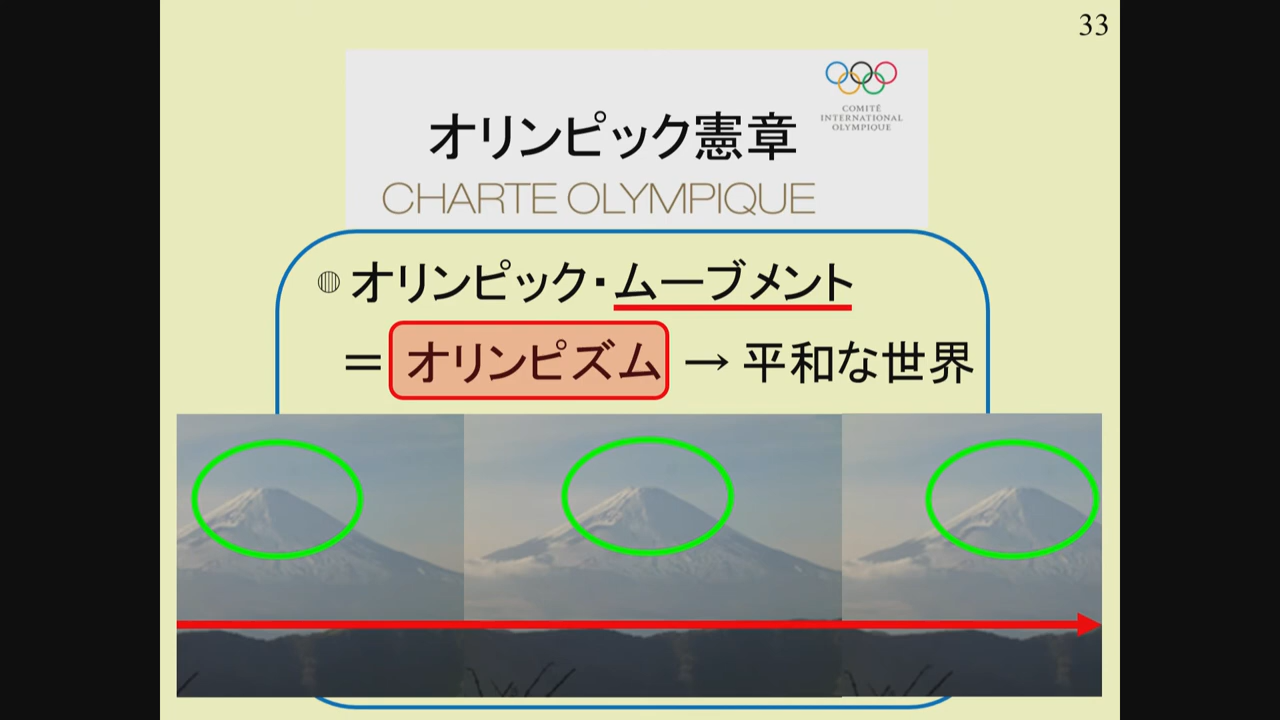 33
COMITÉ
INTERNATIONAL
OLYMPIQUE
オリンピック憲章
CHARTE OLYMPIQUE
オリンピック・ムーブメント
＝ オリンピズム → 平和な世界